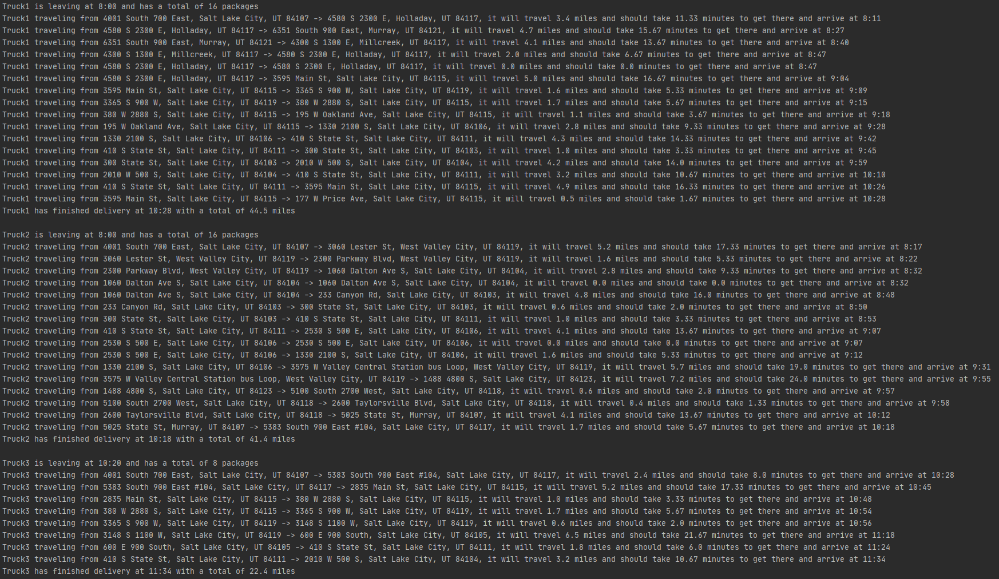 Truck1 is leaving at 8:00 and has a total of 16 packages
Truck1 traveling from 4001 South 700 East, Salt Lake City, UT 84107 -> 4580 S 2300 E, Holladay, UT 84117, it will travel 3.4 miles and should take 11.33 minutes to get there and arrive at 8:11
Truck1 traveling from 4580 S 2300 E, Holladay, UT 84117 -> 6351 South 900 East, Murray, UT 84121, it will travel 4.7 miles and should take 15.67 minutes to get there and arrive at 8:27
Truck1 traveling from 6351 South 900 East, Murray, UT 84121 -> 4300 S 1300 E, Millcreek, UT 84117, it will travel 4.1 miles and should take 13.67 minutes to get there and arrive at 8:40
Truck1 traveling from 4300 S 1300 E, Millcreek, UT 84117 -> 4580 S 2300 E, Holladay, UT 84117, it will travel 2.0 miles and should take 6.67 minutes to get there and arrive at 8:47
Truck1 traveling from 4580 S 2300 E, Holladay, UT 84117 -> 4580 S 2300 E, Holladay, UT 84117, it will travel 0.0 miles and should take 0.0 minutes to get there and arrive at 8:47
Truck1 traveling from 4580 S 2300 E, Holladay, UT 84117 -> 3595 Main St, Salt Lake City, UT 84115, it will travel 5.0 miles and should take 16.67 minutes to get there and arrive at 9:04
Truck1 traveling from 3595 Main St, Salt Lake City, UT 84115 -> 3365 S 900 W, Salt Lake City, UT 84119, it will travel 1.6 miles and should take 5.33 minutes to get there and arrive at 9:09
Truck1 traveling from 3365 S 900 W, Salt Lake City, UT 84119 -> 380 W 2880 S, Salt Lake City, UT 84115, it will travel 1.7 miles and should take 5.67 minutes to get there and arrive at 9:15
Truck1 traveling from 380 W 2880 S, Salt Lake City, UT 84115 -> 195 W Oakland Ave, Salt Lake City, UT 84115, it will travel 1.1 miles and should take 3.67 minutes to get there and arrive at 9:18
Truck1 traveling from 195 W Oakland Ave, Salt Lake City, UT 84115 -> 1330 2100 S, Salt Lake City, UT 84106, it will travel 2.8 miles and should take 9.33 minutes to get there and arrive at 9:28
Truck1 traveling from 1330 2100 S, Salt Lake City, UT 84106 -> 410 S State St, Salt Lake City, UT 84111, it will travel 4.3 miles and should take 14.33 minutes to get there and arrive at 9:42
Truck1 traveling from 410 S State St, Salt Lake City, UT 84111 -> 300 State St, Salt Lake City, UT 84103, it will travel 1.0 miles and should take 3.33 minutes to get there and arrive at 9:45
Truck1 traveling from 300 State St, Salt Lake City, UT 84103 -> 2010 W 500 S, Salt Lake City, UT 84104, it will travel 4.2 miles and should take 14.0 minutes to get there and arrive at 9:59
Truck1 traveling from 2010 W 500 S, Salt Lake City, UT 84104 -> 410 S State St, Salt Lake City, UT 84111, it will travel 3.2 miles and should take 10.67 minutes to get there and arrive at 10:10
Truck1 traveling from 410 S State St, Salt Lake City, UT 84111 -> 3595 Main St, Salt Lake City, UT 84115, it will travel 4.9 miles and should take 16.33 minutes to get there and arrive at 10:26
Truck1 traveling from 3595 Main St, Salt Lake City, UT 84115 -> 177 W Price Ave, Salt Lake City, UT 84115, it will travel 0.5 miles and should take 1.67 minutes to get there and arrive at 10:28
Truck1 has finished delivery at 10:28 with a total of 44.5 miles
Truck2 is leaving at 8:00 and has a total of 16 packages
Truck2 traveling from 4001 South 700 East, Salt Lake City, UT 84107 -> 3060 Lester St, West Valley City, UT 84119, it will travel 5.2 miles and should take 17.33 minutes to get there and arrive at 8:17
Truck2 traveling from 3060 Lester St, West Valley City, UT 84119 -> 2300 Parkway Blvd, West Valley City, UT 84119, it will travel 1.6 miles and should take 5.33 minutes to get there and arrive at 8:22
Truck2 traveling from 2300 Parkway Blvd, West Valley City, UT 84119 -> 1060 Dalton Ave S, Salt Lake City, UT 84104, it will travel 2.8 miles and should take 9.33 minutes to get there and arrive at 8:32
Truck2 traveling from 1060 Dalton Ave S, Salt Lake City, UT 84104 -> 1060 Dalton Ave S, Salt Lake City, UT 84104, it will travel 0.0 miles and should take 0.0 minutes to get there and arrive at 8:32
Truck2 traveling from 1060 Dalton Ave S, Salt Lake City, UT 84104 -> 233 Canyon Rd, Salt Lake City, UT 84103, it will travel 4.8 miles and should take 16.0 minutes to get there and arrive at 8:48
Truck2 traveling from 233 Canyon Rd, Salt Lake City, UT 84103 -> 300 State St, Salt Lake City, UT 84103, it will travel 0.6 miles and should take 2.0 minutes to get there and arrive at 8:50
Truck2 traveling from 300 State St, Salt Lake City, UT 84103 -> 410 S State St, Salt Lake City, UT 84111, it will travel 1.0 miles and should take 3.33 minutes to get there and arrive at 8:53
Truck2 traveling from 410 S State St, Salt Lake City, UT 84111 -> 2530 S 500 E, Salt Lake City, UT 84106, it will travel 4.1 miles and should take 13.67 minutes to get there and arrive at 9:07
Truck2 traveling from 2530 S 500 E, Salt Lake City, UT 84106 -> 2530 S 500 E, Salt Lake City, UT 84106, it will travel 0.0 miles and should take 0.0 minutes to get there and arrive at 9:07
Truck2 traveling from 2530 S 500 E, Salt Lake City, UT 84106 -> 1330 2100 S, Salt Lake City, UT 84106, it will travel 1.6 miles and should take 5.33 minutes to get there and arrive at 9:12
Truck2 traveling from 1330 2100 S, Salt Lake City, UT 84106 -> 3575 W Valley Central Station bus Loop, West Valley City, UT 84119, it will travel 5.7 miles and should take 19.0 minutes to get there and arrive at 9:31
Truck2 traveling from 3575 W Valley Central Station bus Loop, West Valley City, UT 84119 -> 1488 4800 S, Salt Lake City, UT 84123, it will travel 7.2 miles and should take 24.0 minutes to get there and arrive at 9:55
Truck2 traveling from 1488 4800 S, Salt Lake City, UT 84123 -> 5100 South 2700 West, Salt Lake City, UT 84118, it will travel 0.6 miles and should take 2.0 minutes to get there and arrive at 9:57
Truck2 traveling from 5100 South 2700 West, Salt Lake City, UT 84118 -> 2600 Taylorsville Blvd, Salt Lake City, UT 84118, it will travel 0.4 miles and should take 1.33 minutes to get there and arrive at 9:58
Truck2 traveling from 2600 Taylorsville Blvd, Salt Lake City, UT 84118 -> 5025 State St, Murray, UT 84107, it will travel 4.1 miles and should take 13.67 minutes to get there and arrive at 10:12
Truck2 traveling from 5025 State St, Murray, UT 84107 -> 5383 South 900 East #104, Salt Lake City, UT 84117, it will travel 1.7 miles and should take 5.67 minutes to get there and arrive at 10:18
Truck2 has finished delivery at 10:18 with a total of 41.4 miles
Truck3 is leaving at 10:20 and has a total of 8 packages
Truck3 traveling from 4001 South 700 East, Salt Lake City, UT 84107 -> 5383 South 900 East #104, Salt Lake City, UT 84117, it will travel 2.4 miles and should take 8.0 minutes to get there and arrive at 10:28
Truck3 traveling from 5383 South 900 East #104, Salt Lake City, UT 84117 -> 2835 Main St, Salt Lake City, UT 84115, it will travel 5.2 miles and should take 17.33 minutes to get there and arrive at 10:45
Truck3 traveling from 2835 Main St, Salt Lake City, UT 84115 -> 380 W 2880 S, Salt Lake City, UT 84115, it will travel 1.0 miles and should take 3.33 minutes to get there and arrive at 10:48
Truck3 traveling from 380 W 2880 S, Salt Lake City, UT 84115 -> 3365 S 900 W, Salt Lake City, UT 84119, it will travel 1.7 miles and should take 5.67 minutes to get there and arrive at 10:54
Truck3 traveling from 3365 S 900 W, Salt Lake City, UT 84119 -> 3148 S 1100 W, Salt Lake City, UT 84119, it will travel 0.6 miles and should take 2.0 minutes to get there and arrive at 10:56
Truck3 traveling from 3148 S 1100 W, Salt Lake City, UT 84119 -> 600 E 900 South, Salt Lake City, UT 84105, it will travel 6.5 miles and should take 21.67 minutes to get there and arrive at 11:18
Truck3 traveling from 600 E 900 South, Salt Lake City, UT 84105 -> 410 S State St, Salt Lake City, UT 84111, it will travel 1.8 miles and should take 6.0 minutes to get there and arrive at 11:24
Truck3 traveling from 410 S State St, Salt Lake City, UT 84111 -> 2010 W 500 S, Salt Lake City, UT 84104, it will travel 3.2 miles and should take 10.67 minutes to get there and arrive at 11:34
Truck3 has finished delivery at 11:34 with a total of 22.4 miles